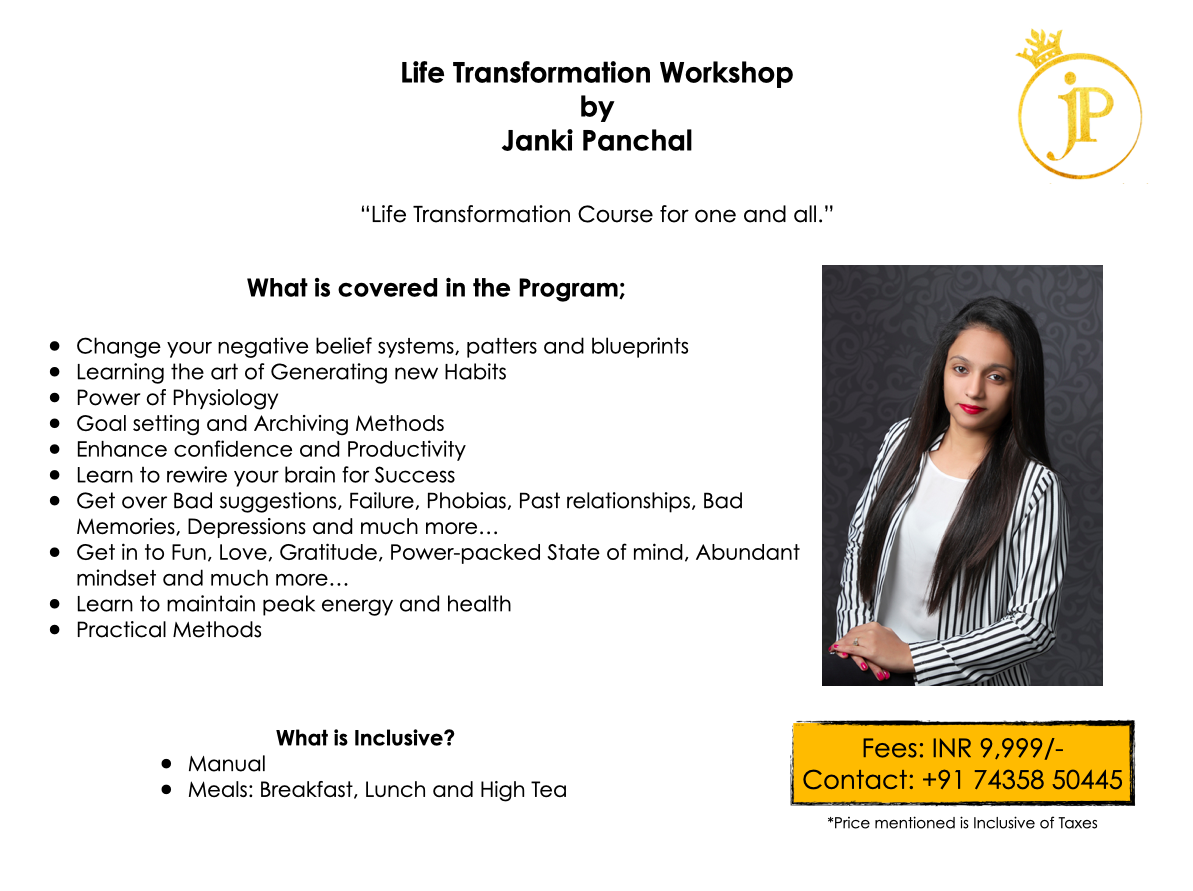 Life Transformation Workshop
by
Janki Panchal
jP
“Life Transformation Course for one and all.”
What is covered in the Program;
● Change your negative belief systems, patters and blueprints
● Learning the art of Generating new Habits
● Power of Physiology
● Goal setting and Archiving Methods
● Enhance confidence and Productivity
● Learn to rewire your brain for Success
● Get over Bad suggestions, Failure, Phobias, Past relationships, Bad
Memories, Depressions and much more…
● Get in to Fun, Love, Gratitude, Power-packed State of mind, Abundant
mindset and much more…
● Learn to maintain peak energy and health
● Practical Methods
What is Inclusive?
● Manual
● Meals: Breakfast, Lunch and High Tea
Fees: INR 9,999/-
Contact: +91 74358 50445
*Price mentioned is Inclusive of Taxes